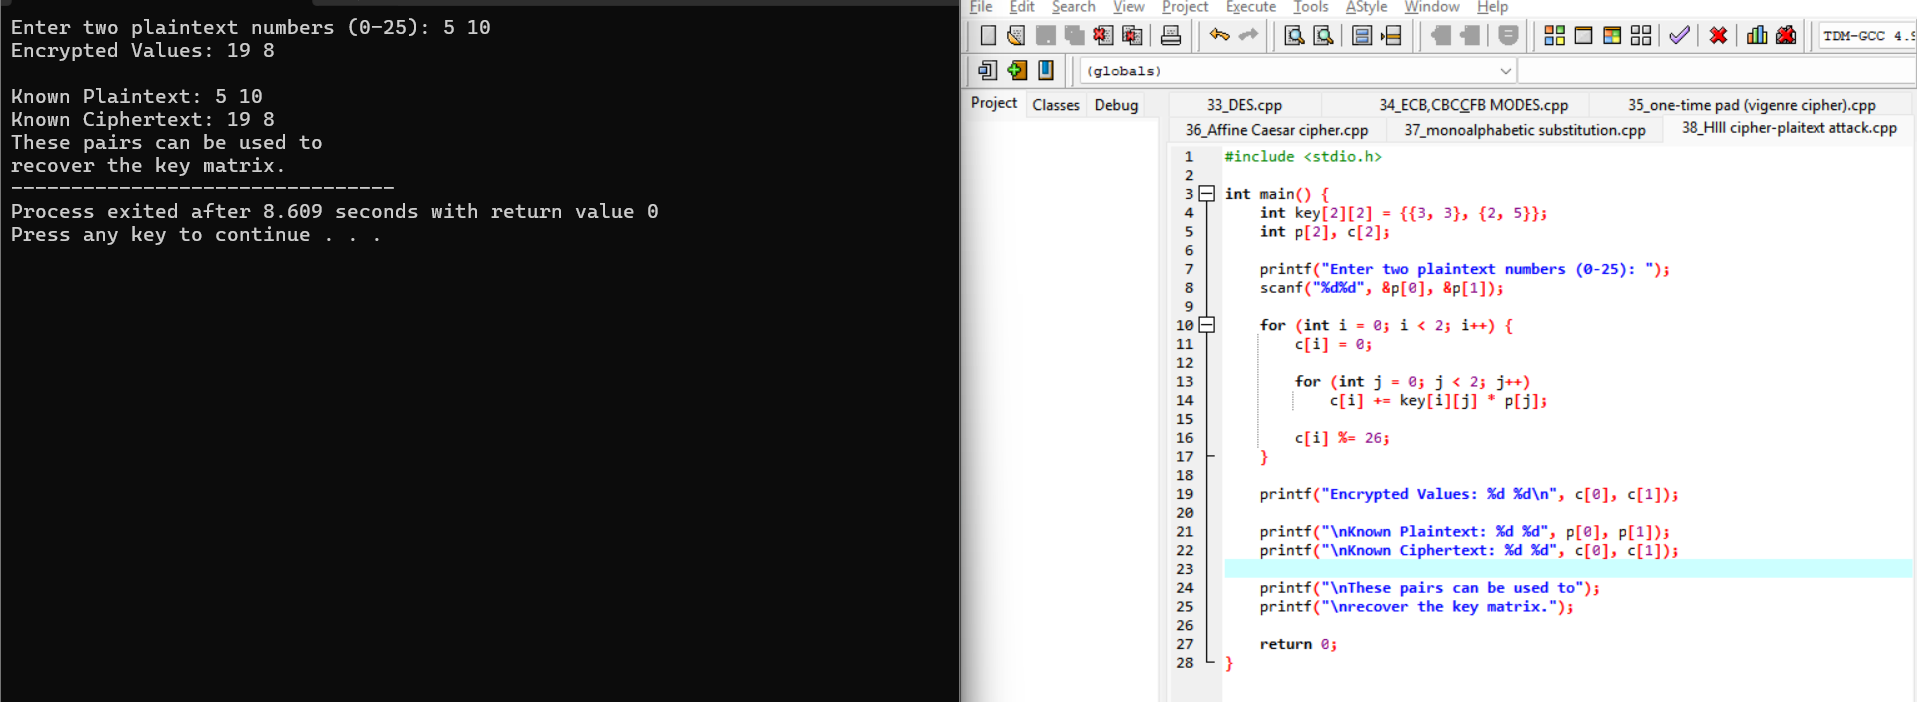 Enter two plaintext numbers (0-25): 5 10
Encrypted Values: 19 8
Known Plaintext: 5 10
Known Ciphertext: 19 8
These pairs can be used to
recover the key matrix.
--------------------------------
Process exited after 8.609 seconds with return value 0
Press any key to continue . . .
File Edit Search View Project Execute Tools AStyle Window Help
TDM-GCC 4.9
(globals)
Project Classes Debug
33_DES.cpp 34_ECB,CBCCFB MODES.cpp 35_one-time pad (vigenre cipher).cpp
36_Affine Caesar cipher.cpp 37_monoalphabetic substitution.cpp 38_HIll cipher-plaitext attack.cpp
1 #include <stdio.h>
2
3 int main() {
4 int key[2][2] = {{3, 3}, {2, 5}};
5 int p[2], c[2];
6
7 printf("Enter two plaintext numbers (0-25): ");
8 scanf("%d%d", &p[0], &p[1]);
9
10 for (int i = 0; i < 2; i++) {
11 c[i] = 0;
12
13 for (int j = 0; j < 2; j++)
14 c[i] += key[i][j] * p[j];
15
16 c[i] %= 26;
17 }
18
19 printf("Encrypted Values: %d %d\n", c[0], c[1]);
20
21 printf("\nKnown Plaintext: %d %d", p[0], p[1]);
22 printf("\nKnown Ciphertext: %d %d", c[0], c[1]);
23
24 printf("\nThese pairs can be used to");
25 printf("\nrecover the key matrix.");
26
27 return 0;
28 }